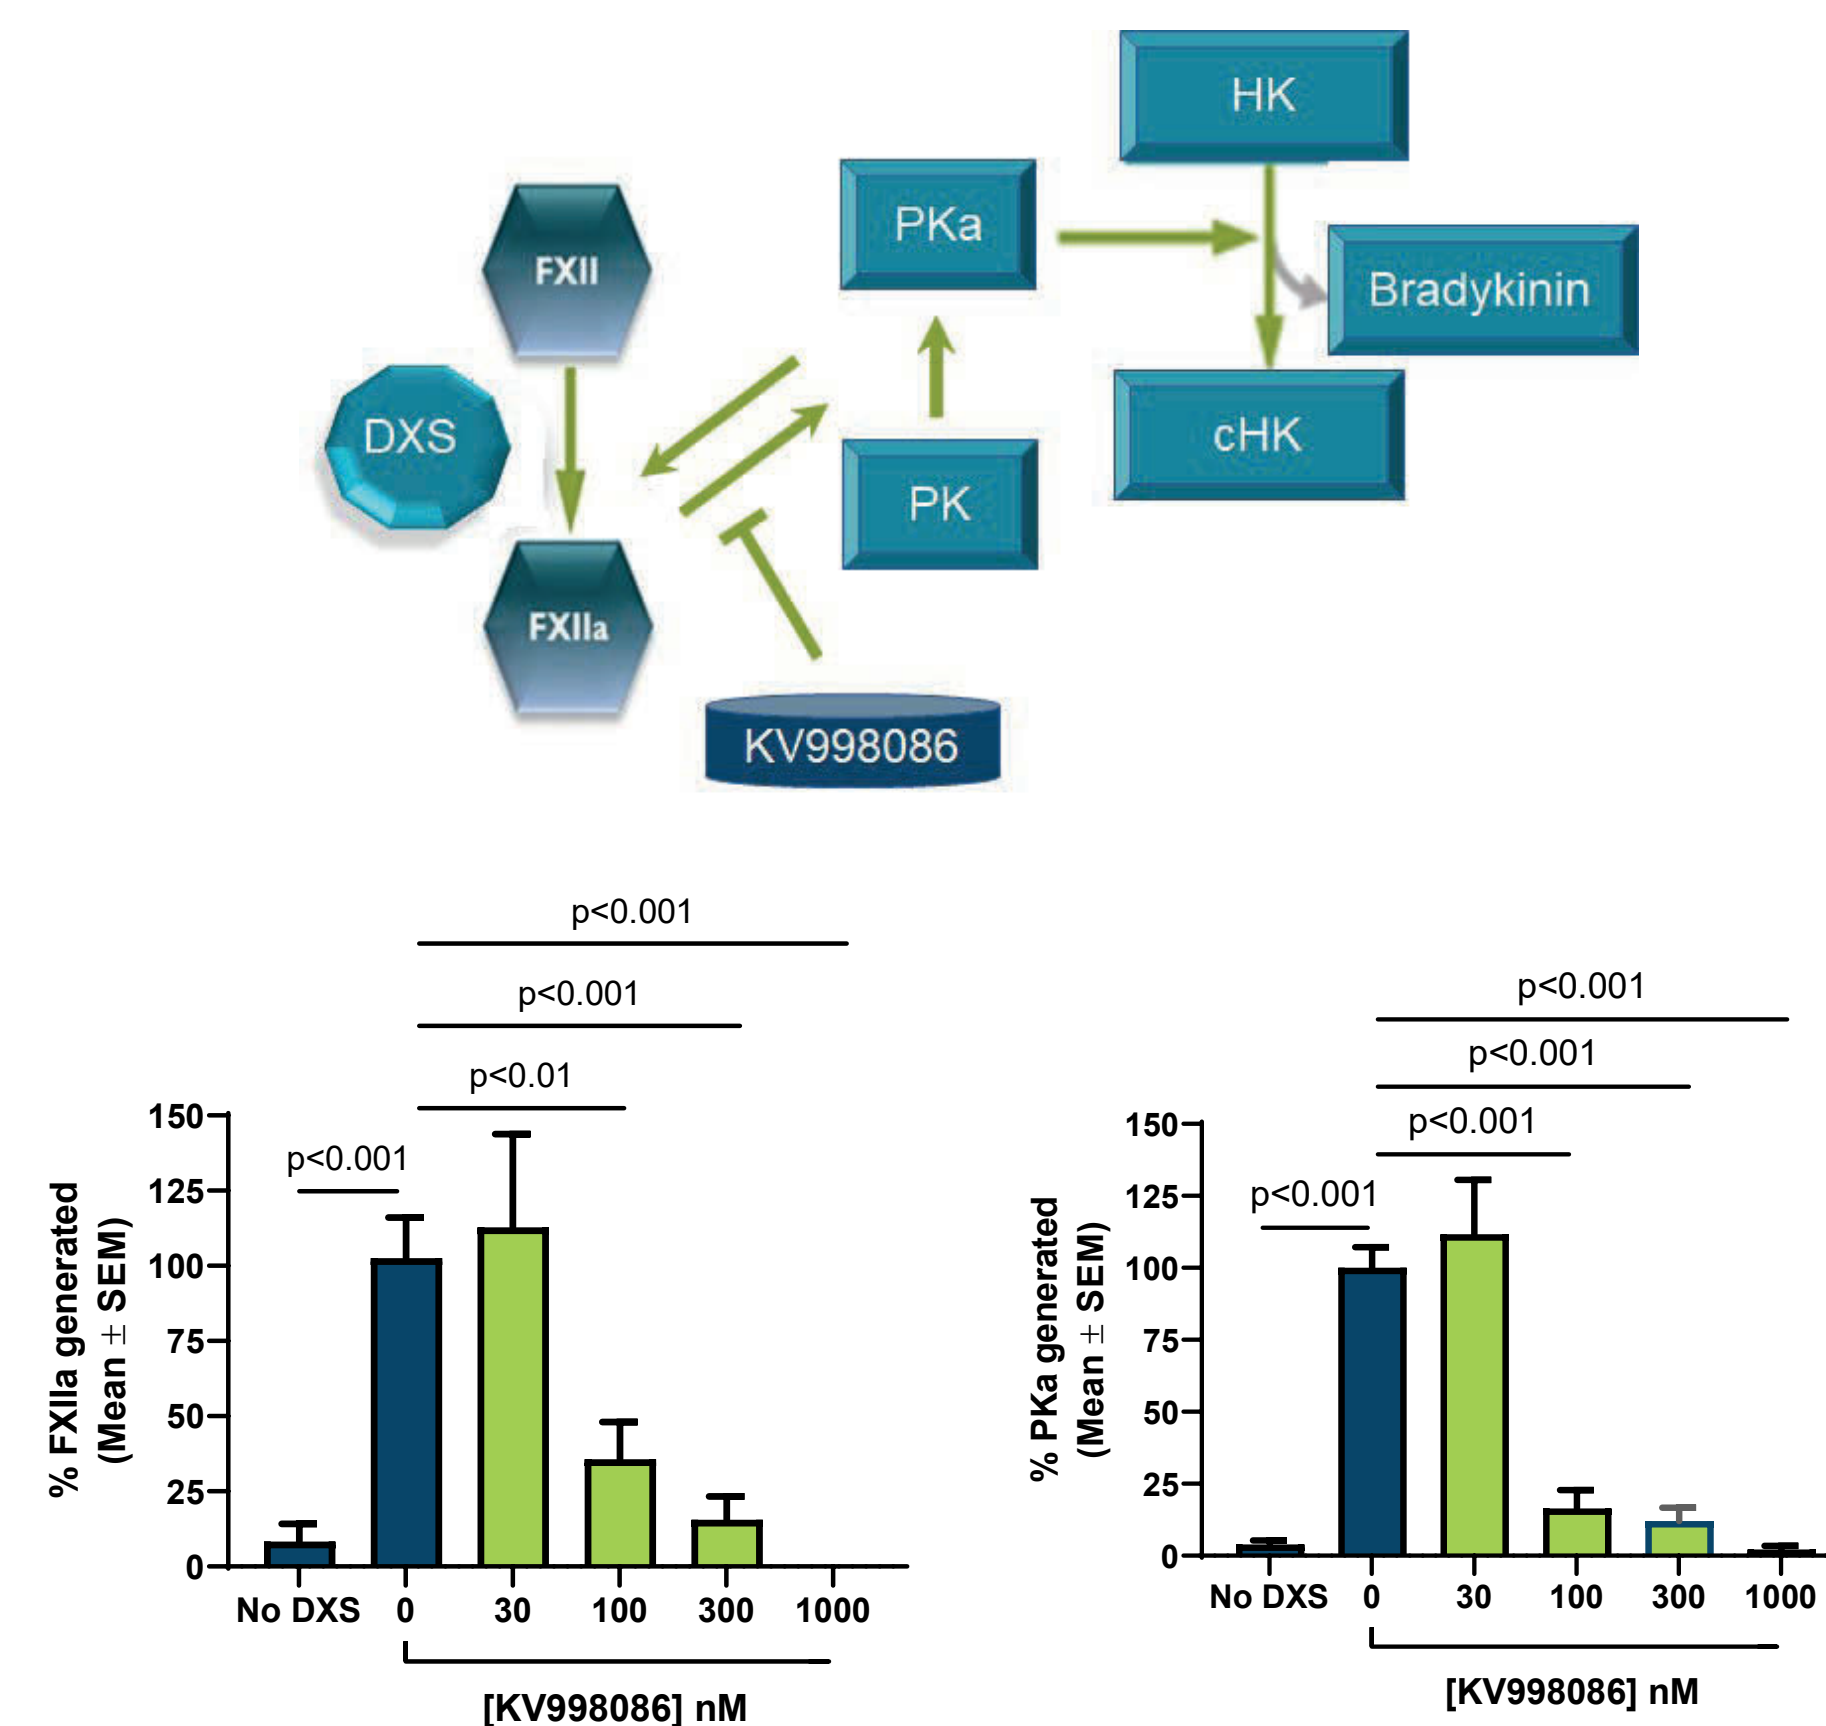 HK
PKa
FXII
Bradykinin
DXS
cHK
PK
FXIIa
KV998086
p<0.001
p<0.001
p<0.01
p<0.001
150
125
100
75
50
25
0
% FXIIa generated
(Mean ± SEM)
No DXS 0 30 100 300 1000
[KV998086] nM
p<0.001
p<0.001
p<0.001
p<0.001
150
125
100
75
50
25
0
% PKa generated
(Mean ± SEM)
No DXS 0 30 100 300 1000
[KV998086] nM